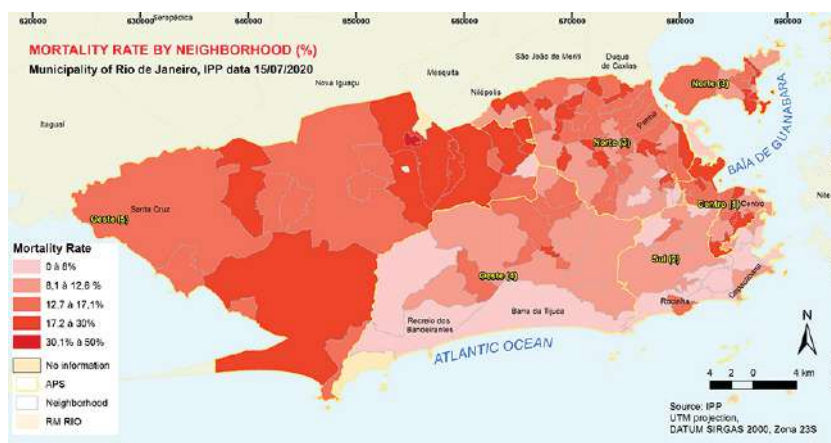 620000 630000 640000 650000 660000 670000 680000 690000
Seropédica
MORTALITY RATE BY NEIGHBORHOOD (%)
Municipality of Rio de Janeiro, IPP data 15/07/2020
São João de Meriti
Duque
de Caxias
Mesquita
Nova Iguaçu
Nilópolis
Itaguaí
Norte (3)
Pavuna
Norte (3)
BAÍA DE GUANABARA
Santa Cruz
Oeste (5)
Centro (1)
Centro
Sul (2)
Oeste (4)
Copacabana
Rocinha
Recreio dos
Bandeirantes
Barra da Tijuca
ATLANTIC OCEAN
Mortality Rate
0 à 8%
8,1 à 12,6 %
12,7 à 17,1%
17,2 à 30%
30,1% à 50%
No information
APS
Neighborhood
RM RIO
N
4 2 0 4 km
Source: IPP
UTM projection,
DATUM SIRGAS 2000, Zona 23S